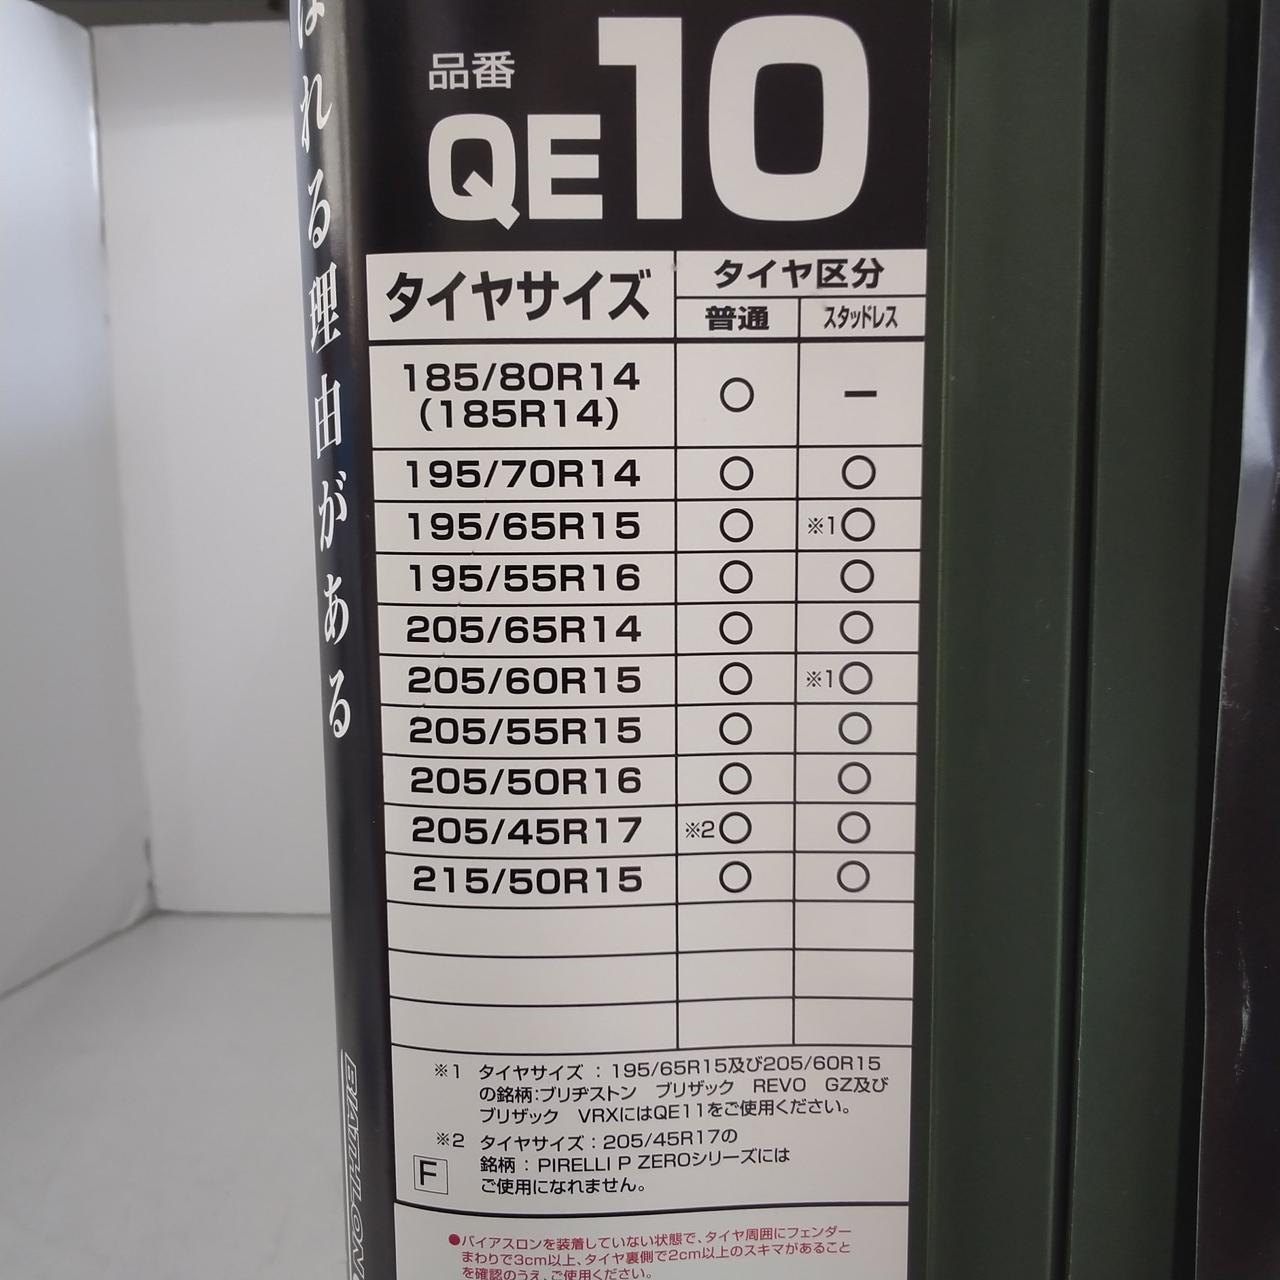 ばれる理由がある
品番
QE10
タイヤサイズ
タイヤ区分
普通 スタッドレス
185/80R14 ○ ー
(185R14)
195/70R14 ○ ○
195/65R15 ○ ※1○
195/55R16 ○ ○
205/65R14 ○ ○
205/60R15 ○ ※1○
205/55R15 ○ ○
205/50R16 ○ ○
205/45R17 ※2○ ○
215/50R15 ○ ○
※1 タイヤサイズ：195/65R15及び205/60R15
の銘柄：ブリヂストン ブリザック REVO GZ及び
ブリザック VRXにはQE11をご使用ください。
※2 タイヤサイズ：205/45R17の
銘柄：PIRELLI P ZEROシリーズには
ご使用になれません。
F
●バイアスロンを装着していない状態で、タイヤ周囲にフェンダー
まわりで3cm以上、タイヤ裏側で2cm以上のスキマがあること
を確認のうえ、ご使用ください。
BIATHLON